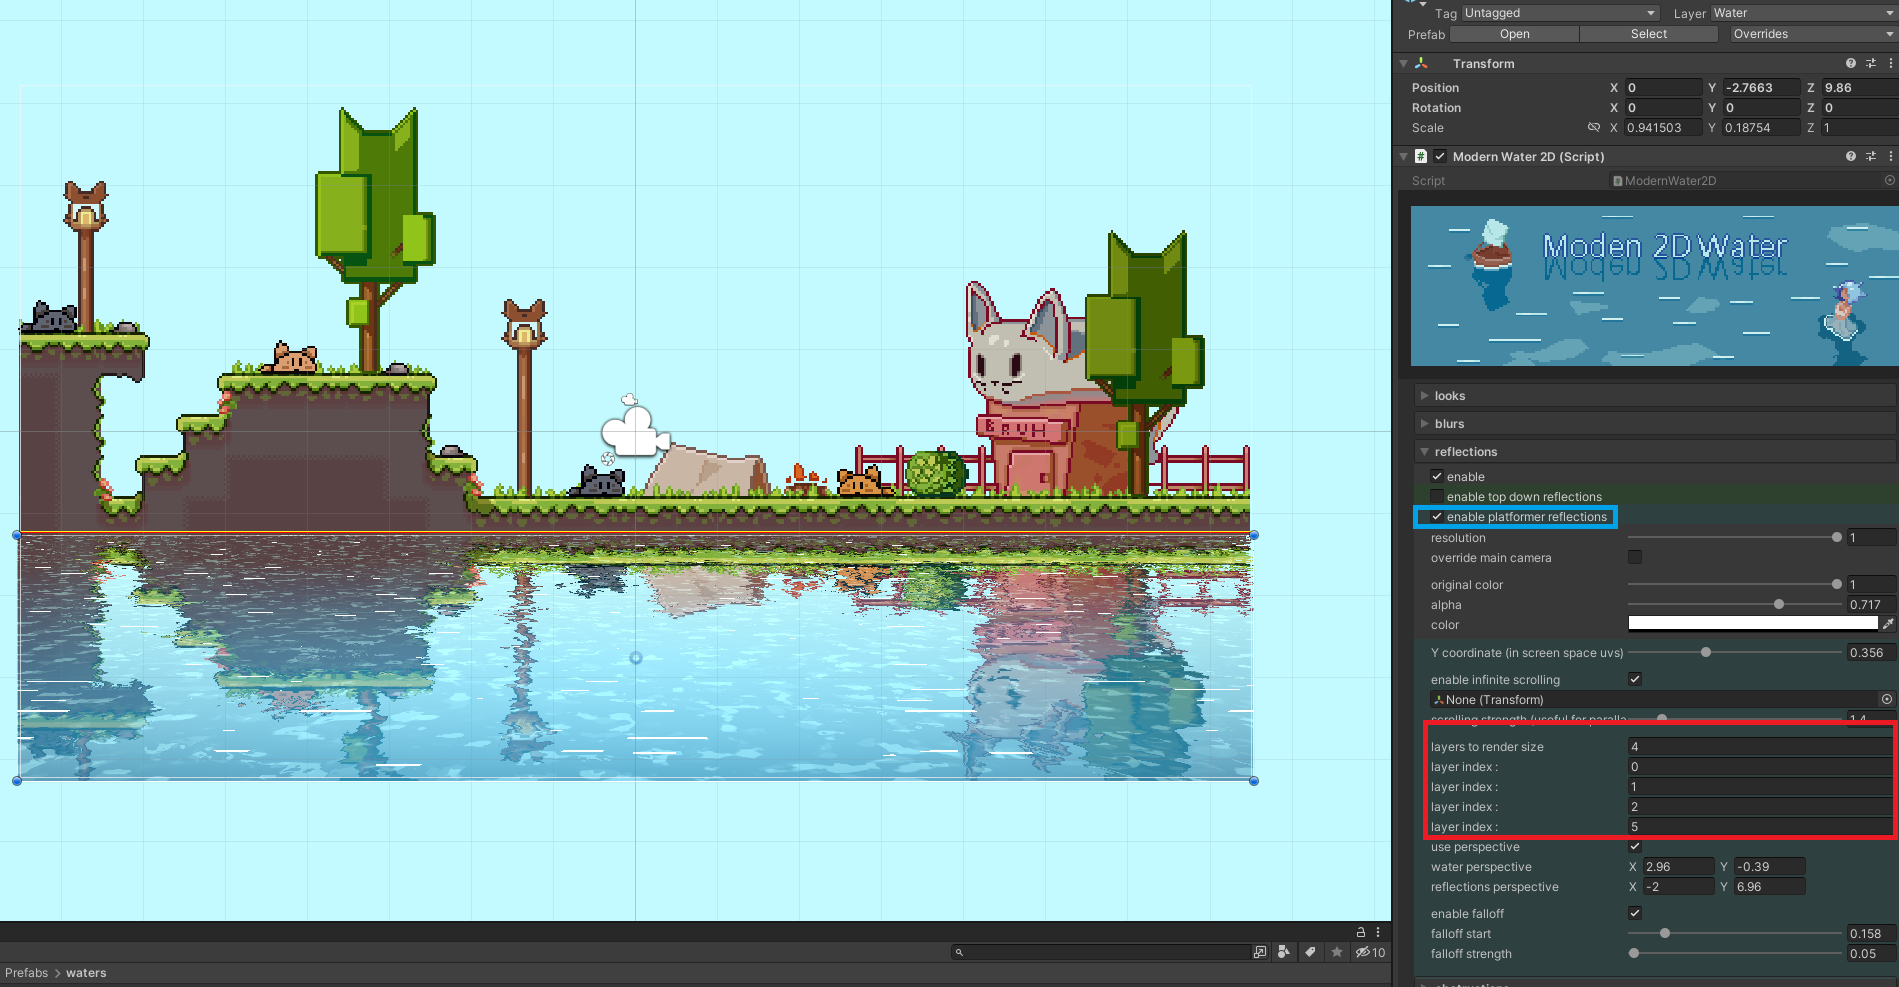 Tag Untagged Layer Water
Prefab Open Select Overrides
Transform
Position X 0 Y -2.7663 Z 9.86
Rotation X 0 Y 0 Z 0
Scale X 0.941503 Y 0.18754 Z 1
# Modern Water 2D (Script)
Script ModernWater2D
Moden 2D Water
looks
blurs
reflections
enable
enable top down reflections
enable platformer reflections
resolution 1
override main camera
original color 1
alpha 0.717
color
Y coordinate (in screen space uvs) 0.356
enable infinite scrolling
None (Transform)
scrolling strength (useful for paralla 1.4
layers to render size 4
layer index : 0
layer index : 1
layer index : 2
layer index : 5
use perspective
water perspective X 2.96 Y -0.39
reflections perspective X -2 Y 6.96
enable falloff
falloff start 0.158
falloff strength 0.05
obstructions
BRUH
10
Prefabs > waters